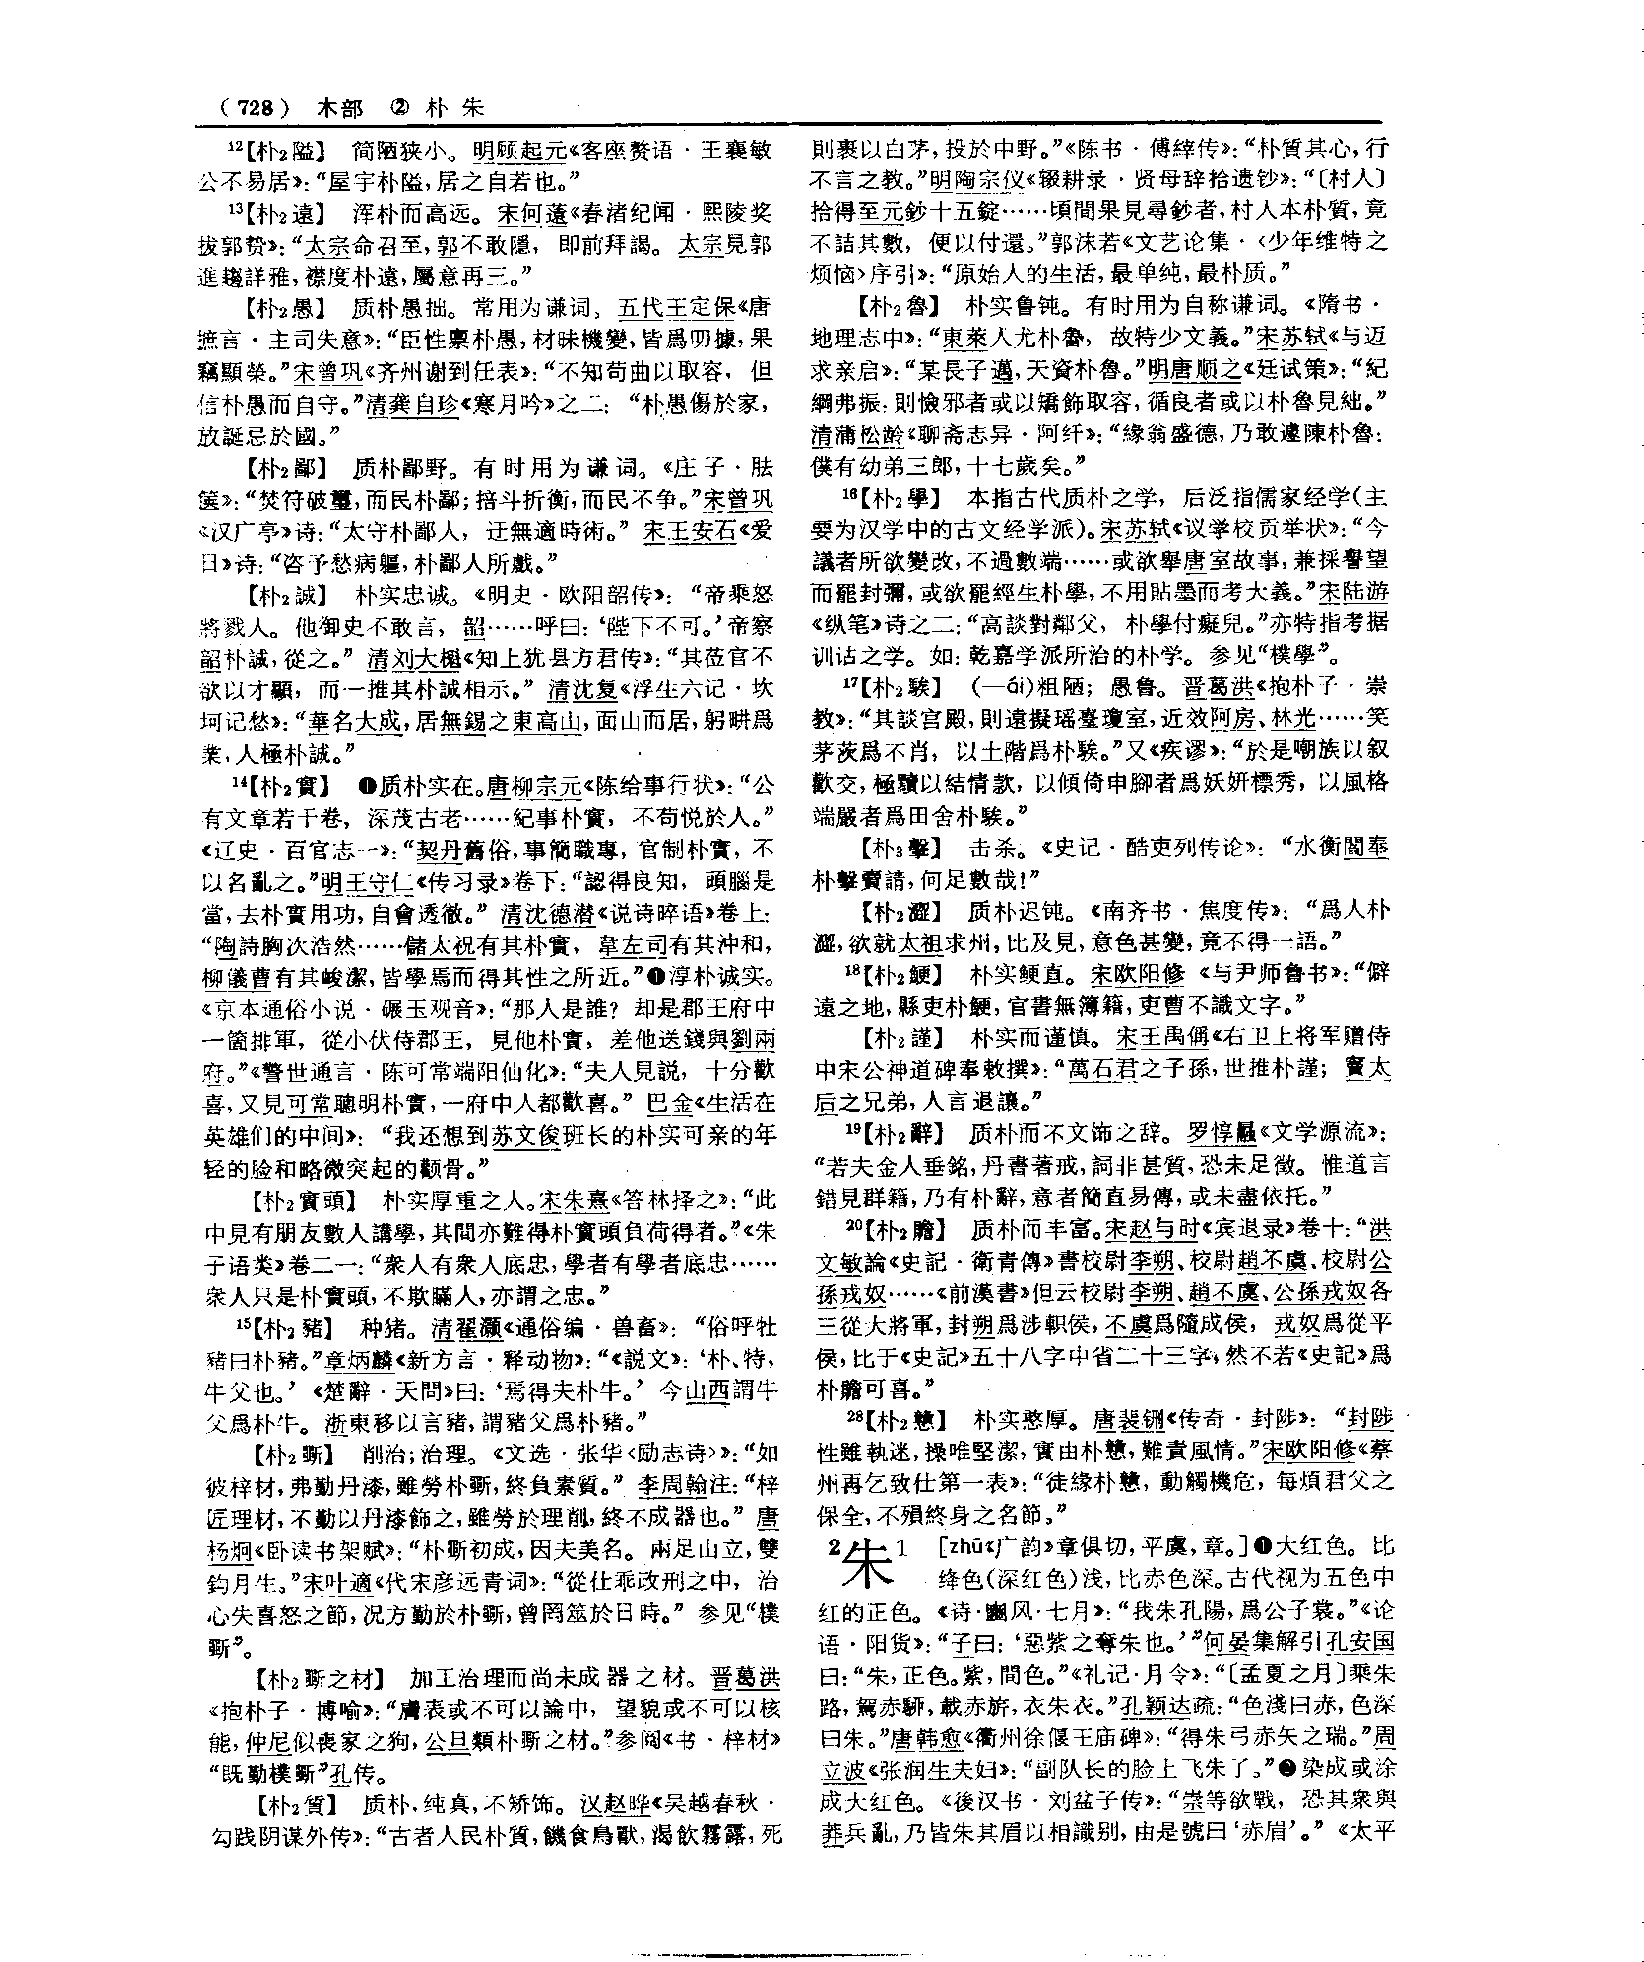 （728） 木部 ② 朴 朱
12【朴2隘】 简陋狭小。明顾起元《客座赘语·王襄敏
公不易居》：“屋宇朴隘，居之自若也。”
13【朴2遠】 浑朴而高远。宋何薳《春渚纪闻·熙陵奖
拔郭贽》：“太宗命召至，郭不敢隱，即前拜謁。太宗見郭
進趨詳雅，襟度朴遠，屬意再三。”
【朴2愚】 质朴愚拙。常用为谦词。五代王定保《唐
摭言·主司失意》：“臣性禀朴愚，材昧機變，皆爲叨據，果
竊顯榮。”宋曾巩《齐州谢到任表》：“不知苟曲以取容，但
信朴愚而自守。”清龚自珍《寒月吟》之二：“朴愚傷於家，
放誕忌於國。”
【朴2鄙】 质朴鄙野。有时用为谦词。《庄子·胠
箧》：“焚符破璽，而民朴鄙；掊斗折衡，而民不争。”宋曾巩
《汉广亭》诗：“太守朴鄙人，迂無適時術。”宋王安石《爱
日》诗：“咨予愁病軀，朴鄙人所戲。”
【朴2誠】 朴实忠诚。《明史·欧阳韶传》：“帝乘怒
將戮人。他御史不敢言，韶……呼曰：‘陛下不可。’帝察
韶朴誠，從之。”清刘大櫆《知上犹县方君传》：“其莅官不
欲以才顯，而一推其朴誠相示。”清沈复《浮生六记·坎
坷记愁》：“華名大成，居無錫之東高山，面山而居，躬畊爲
業，人極朴誠。”
14【朴2實】 ❶质朴实在。唐柳宗元《陈给事行状》：“公
有文章若干卷，深茂古老……紀事朴實，不苟悦於人。”
《辽史·百官志一》：“契丹舊俗，事簡職專，官制朴實，不
以名亂之。”明王守仁《传习录》卷下：“認得良知，頭腦是
當，去朴實用功，自會透徹。”清沈德潜《说诗晬语》卷上：
“陶詩胸次浩然……儲太祝有其朴實，韋左司有其沖和，
柳儀曹有其峻潔，皆學焉而得其性之所近。”❶淳朴诚实。
《京本通俗小说·碾玉观音》：“那人是誰？却是郡王府中
一箇排軍，從小伏侍郡王，見他朴實，差他送錢與劉兩
府。”《警世通言·陈可常端阳仙化》：“夫人見説，十分歡
喜，又見可常聰明朴實，一府中人都歡喜。”巴金《生活在
英雄们的中间》：“我还想到苏文俊班长的朴实可亲的年
轻的脸和略微突起的颧骨。”
【朴2實頭】 朴实厚重之人。宋朱熹《答林择之》：“此
中見有朋友數人講學，其間亦難得朴實頭負荷得者。”《朱
子语类》卷二一：“衆人有衆人底忠，學者有學者底忠……
衆人只是朴實頭，不欺瞞人，亦謂之忠。”
15【朴2豬】 种猪。清翟灏《通俗编·兽畜》：“俗呼牡
豬曰朴豬。”章炳麟《新方言·释动物》：“《説文》：‘朴、特，
牛父也。’《楚辭·天問》曰：‘焉得夫朴牛。’今山西謂牛
父爲朴牛。浙東移以言豬，謂豬父爲朴豬。”
【朴2斲】 削治；治理。《文选·张华<励志诗>》：“如
彼梓材，弗勤丹漆，雖勞朴斲，終負素質。”李周翰注：“梓
匠理材，不勤以丹漆飾之，雖勞於理削，終不成器也。”唐
杨炯《卧读书架赋》：“朴斲初成，因夫美名。兩足山立，雙
鈎月生。”宋叶適《代宋彦远青词》：“從仕乖政刑之中，治
心失喜怒之節，况方勤於朴斲，曾罔筮於日時。”参见“樸
斲”。
【朴2斲之材】 加工治理而尚未成器之材。晋葛洪
《抱朴子·博喻》：“膚表或不可以論中，望貌或不可以核
能，仲尼似喪家之狗，公旦類朴斲之材。”参阅《书·梓材》
“既勤樸斲”孔传。
【朴2質】 质朴，纯真，不矫饰。汉赵晔《吴越春秋·
勾践阴谋外传》：“古者人民朴質，饑食鳥獸，渴飲霧露，死
則裹以白茅，投於中野。”《陈书·傅縡传》：“朴質其心，行
不言之教。”明陶宗仪《辍耕录·贤母辞拾遗钞》：“〔村人〕
拾得至元鈔十五錠……頃間果見尋鈔者，村人本朴質，竟
不詰其數，便以付還。”郭沫若《文艺论集·<少年维特之
烦恼>序引》：“原始人的生活，最单纯，最朴质。”
【朴2魯】 朴实鲁钝。有时用为自称谦词。《隋书·
地理志中》：“東萊人尤朴魯，故特少文義。”宋苏轼《与迈
求亲启》：“某長子邁，天資朴魯。”明唐顺之《廷试策》：“紀
綱弗振，則憸邪者或以矯飾取容，循良者或以朴魯見絀。”
清蒲松龄《聊斋志异·阿纤》：“緣翁盛德，乃敢遽陳朴魯：
僕有幼弟三郎，十七歲矣。”
16【朴2學】 本指古代质朴之学，后泛指儒家经学（主
要为汉学中的古文经学派）。宋苏轼《议学校贡举状》：“今
議者所欲變改，不過數端……或欲舉唐室故事，兼採譽望
而罷封彌，或欲罷經生朴學，不用貼墨而考大義。”宋陆游
《纵笔》诗之二：“高談對鄰父，朴學付癡兒。”亦特指考据
训诂之学。如：乾嘉学派所治的朴学。参见“樸學”。
17【朴2騃】 （—ái）粗陋；愚鲁。晋葛洪《抱朴子·崇
教》：“其談宫殿，則遠擬瑶臺瓊室，近效阿房、林光……笑
茅茨爲不肖，以土階爲朴騃。”又《疾谬》：“於是嘲族以叙
歡交，極黷以結情款，以傾倚申脚者爲妖妍標秀，以風格
端嚴者爲田舍朴騃。”
【朴3擊】 击杀。《史记·酷吏列传论》：“水衡閻奉
朴擊賣請，何足數哉！”
【朴2澀】 质朴迟钝。《南齐书·焦度传》：“爲人朴
澀，欲就太祖求州，比及見，意色甚變，竟不得一語。”
18【朴2鯁】 朴实鲠直。宋欧阳修《与尹师鲁书》：“僻
遠之地，縣吏朴鯁，官書無簿籍，吏曹不識文字。”
【朴2謹】 朴实而谨慎。宋王禹偁《右卫上将军赠侍
中宋公神道碑奉敕撰》：“萬石君之子孫，世推朴謹；竇太
后之兄弟，人言退讓。”
19【朴2辭】 质朴而不文饰之辞。罗惇曧《文学源流》：
“若夫金人垂銘，丹書著戒，詞非甚質，恐未足徵。惟道言
錯見群籍，乃有朴辭，意者簡直易傳，或未盡依托。”
20【朴2贍】 质朴而丰富。宋赵与时《宾退录》卷十：“洪
文敏論《史記·衛青傳》書校尉李朔、校尉趙不虞、校尉公
孫戎奴……《前漢書》但云校尉李朔、趙不虞、公孫戎奴各
三從大將軍，封朔爲涉軹侯，不虞爲隨成侯，戎奴爲從平
侯，比于《史記》五十八字中省二十三字，然不若《史記》爲
朴贍可喜。”
28【朴2戆】 朴实憨厚。唐裴铏《传奇·封陟》：“封陟
性雖執迷，操唯堅潔，實由朴戆，難責風情。”宋欧阳修《蔡
州再乞致仕第一表》：“徒緣朴戆，動觸機危，每煩君父之
保全，不殞終身之名節。”
2朱1 ［zhū《广韵》章俱切，平虞，章。］❶大红色。比
绛色（深红色）浅，比赤色深。古代视为五色中
红的正色。《诗·豳风·七月》：“我朱孔陽，爲公子裳。”《论
语·阳货》：“子曰：‘惡紫之奪朱也。’”何晏集解引孔安国
曰：“朱，正色。紫，間色。”《礼记·月令》：“〔孟夏之月〕乘朱
路，駕赤駵，載赤旂，衣朱衣。”孔颖达疏：“色淺曰赤，色深
曰朱。”唐韩愈《衢州徐偃王庙碑》：“得朱弓赤矢之瑞。”周
立波《张润生夫妇》：“副队长的脸上飞朱了。”❷染成或涂
成大红色。《後汉书·刘盆子传》：“崇等欲戰，恐其衆與
莽兵亂，乃皆朱其眉以相識别，由是號曰‘赤眉’。”《太平